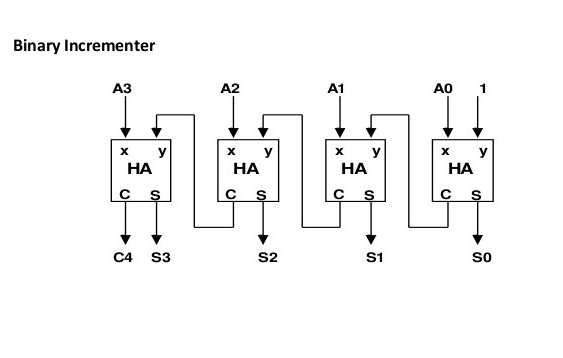 Binary Incrementer
A3 A2 A1 A0 1
x y x y x y x y
HA HA HA HA
C S C S C S C S
C4 S3 S2 S1 S0